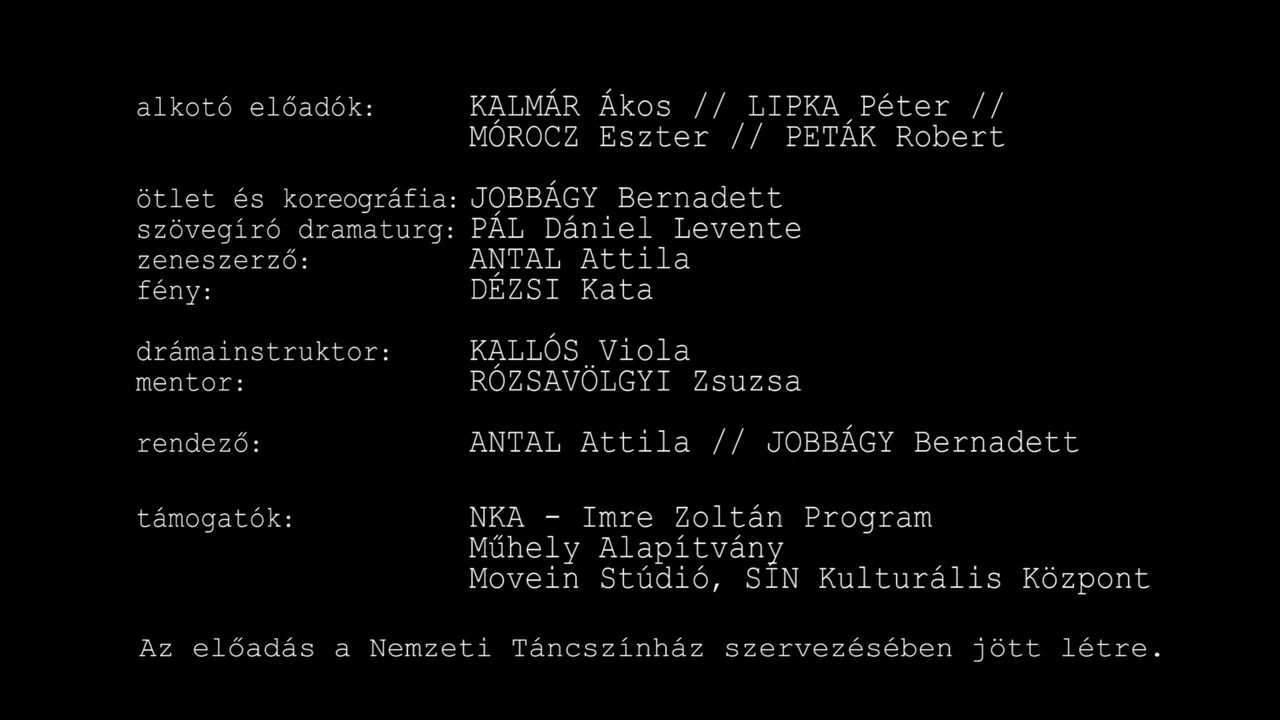 alkotó előadók: KALMÁR Ákos // LIPKA Péter //
MÓROCZ Eszter // PETÁK Robert
ötlet és koreográfia: JOBBÁGY Bernadett
szövegíró dramaturg: PÁL Dániel Levente
zeneszerző: ANTAL Attila
fény: DÉZSI Kata
drámainstruktor: KALLÓS Viola
mentor: RÓZSAVÖLGYI Zsuzsa
rendező: ANTAL Attila // JOBBÁGY Bernadett
támogatók: NKA - Imre Zoltán Program
Műhely Alapítvány
Movein Stúdió, SÍN Kulturális Központ
Az előadás a Nemzeti Táncszínház szervezésében jött létre.